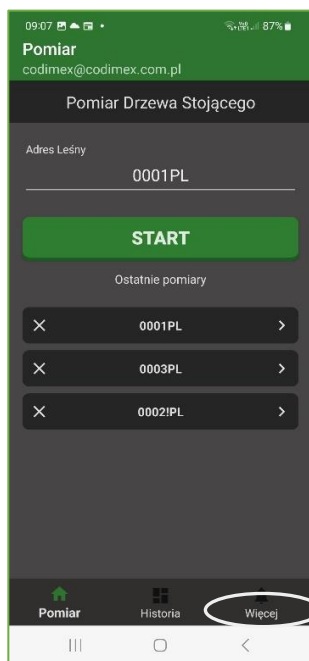 09:07 87%
Pomiar
codimex@codimex.com.pl
Pomiar Drzewa Stojącego
Adres Leśny
0001PL
START
Ostatnie pomiary
0001PL
0003PL
0002!PL
Pomiar Historia Więcej